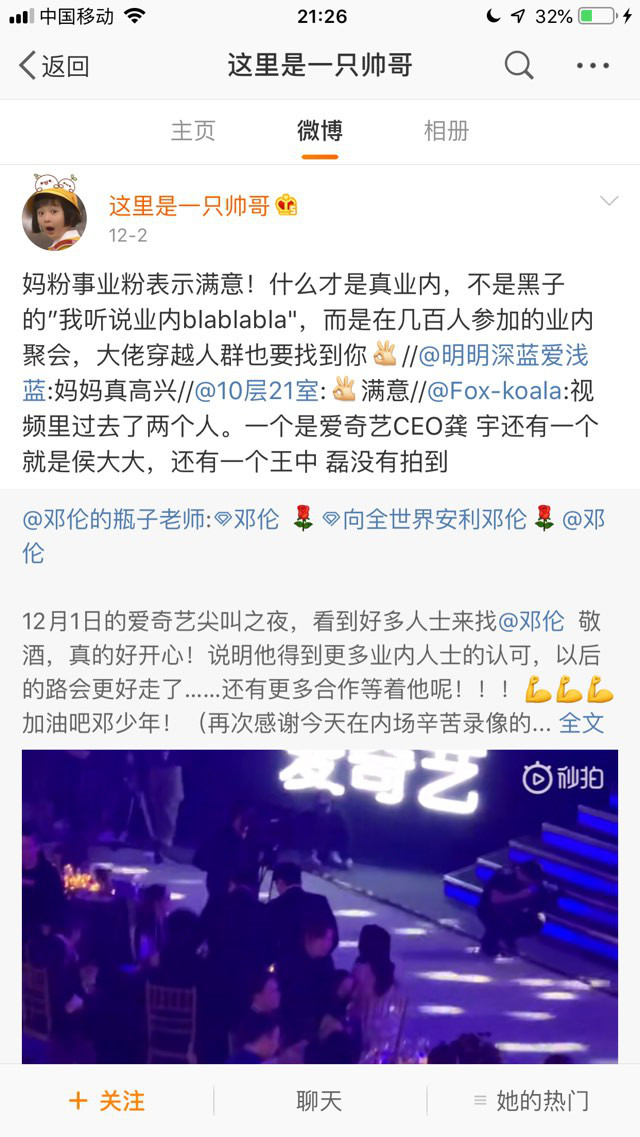 中国移动 21:26 32%
返回 这里是一只帅哥
主页 微博 相册
这里是一只帅哥
12-2
妈粉事业粉表示满意！什么才是真业内，不是黑子
的"我听说业内blablabla"，而是在几百人参加的业内
聚会，大佬穿越人群也要找到你👌//@明明深蓝爱浅
蓝:妈妈真高兴//@10层21室:👌满意//@Fox-koala:视
频里过去了两个人。一个是爱奇艺CEO龚 宇还有一个
就是侯大大，还有一个王中 磊没有拍到
@邓伦的瓶子老师:💎邓伦 🌹 💎向全世界安利邓伦🌹 @邓
伦
12月1日的爱奇艺尖叫之夜，看到好多人士来找@邓伦 敬
酒，真的好开心！说明他得到更多业内人士的认可，以后
的路会更好走了......还有更多合作等着他呢！！！💪💪💪
加油吧邓少年！（再次感谢今天在内场辛苦录像的... 全文
爱奇艺
秒拍
+ 关注 聊天 ≡ 她的热门